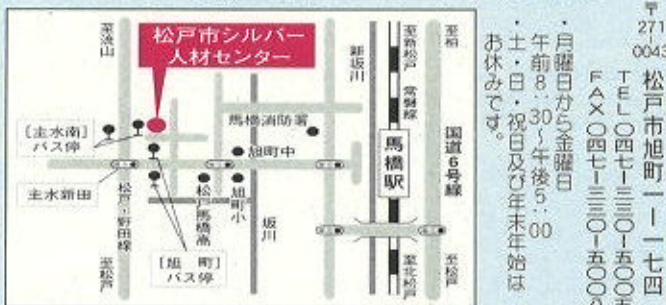 〒
271
0043
松戸市旭町一ー一七四
TEL〇四七ー三三〇ー五〇〇五
FAX〇四七ー三三〇ー五〇〇
・月曜日から金曜日
午前8:30〜午後5:00
・土・日・祝日及び年末年始は
お休みです。
松戸市シルバー
人材センター
至流山
新坂川
至新松戸
常磐線
至柏
[主水南]
バス停
馬橋消防署
旭町中
馬橋駅
国道6号線
主水新田
松戸・野田線
松戸馬橋高
旭町小
坂川
[旭 町]
バス停
至松戸
至北松戸
至松戸